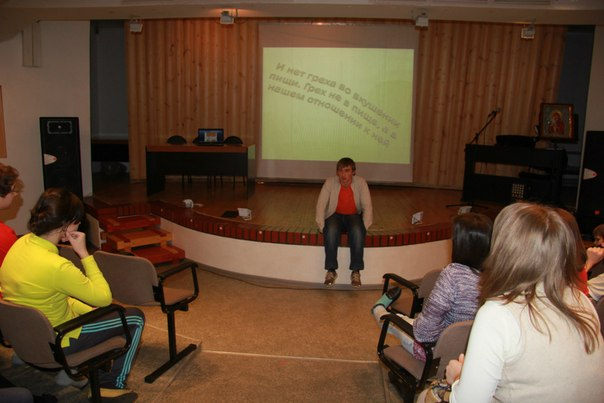 И нет греха во вкушении
пищи. Грех не в пище, а в
нашем отношении к ней